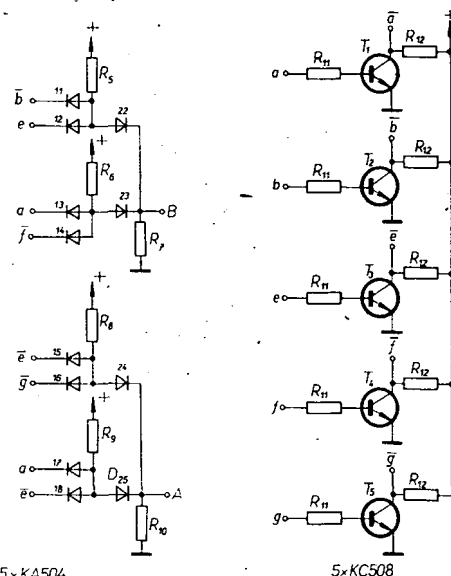 +
R5
b̅ 11
e 12
22
+
R6
a 13
f̅ 14
23
B
R7
+
R8
e̅ 15
g̅ 16
24
+
R9
a 17
e̅ 18
D25
A
R10
5×KA504
+
a̅
T1
R12
R11
a
b̅
T2
R12
R11
b
e̅
T3
R12
R11
e
f̅
T4
R12
R11
f
g̅
T5
R12
R11
g
5×KC508